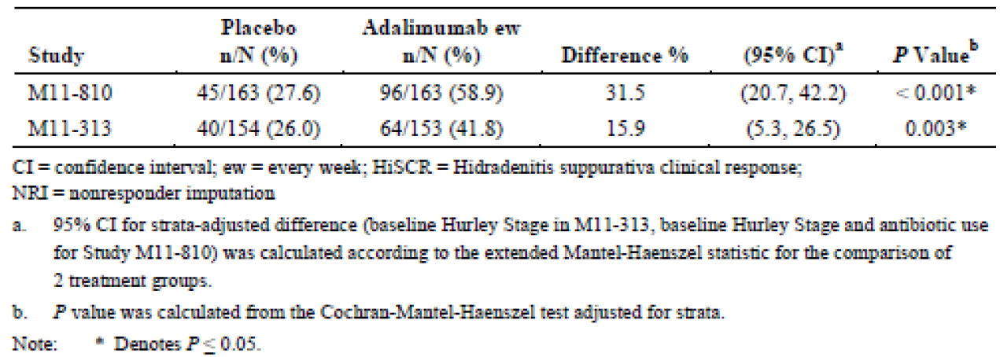 Placebo Adalimumab ew
Study n/N (%) n/N (%) Difference % (95% CI)a P Valueb
M11-810 45/163 (27.6) 96/163 (58.9) 31.5 (20.7, 42.2) < 0.001*
M11-313 40/154 (26.0) 64/153 (41.8) 15.9 (5.3, 26.5) 0.003*
CI = confidence interval; ew = every week; HiSCR = Hidradenitis suppurativa clinical response;
NRI = nonresponder imputation
a. 95% CI for strata-adjusted difference (baseline Hurley Stage in M11-313, baseline Hurley Stage and antibiotic use
for Study M11-810) was calculated according to the extended Mantel-Haenszel statistic for the comparison of
2 treatment groups.
b. P value was calculated from the Cochran-Mantel-Haenszel test adjusted for strata.
Note: * Denotes P ≤ 0.05.